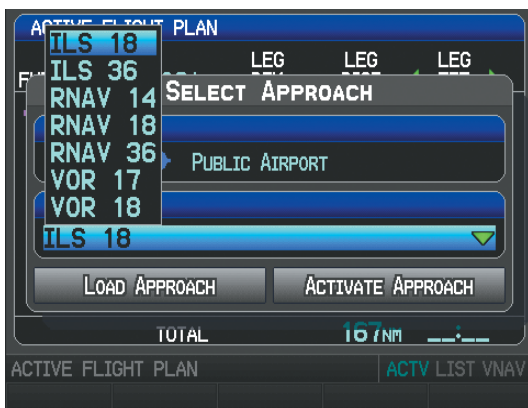 ACTIVE FLIGHT PLAN
LEG LEG LEG
SELECT APPROACH
ILS 18
ILS 36
RNAV 14
RNAV 18
RNAV 36
VOR 17
VOR 18
PUBLIC AIRPORT
ILS 18
LOAD APPROACH ACTIVATE APPROACH
TOTAL 167NM __:__
ACTIVE FLIGHT PLAN ACTV LIST VNAV